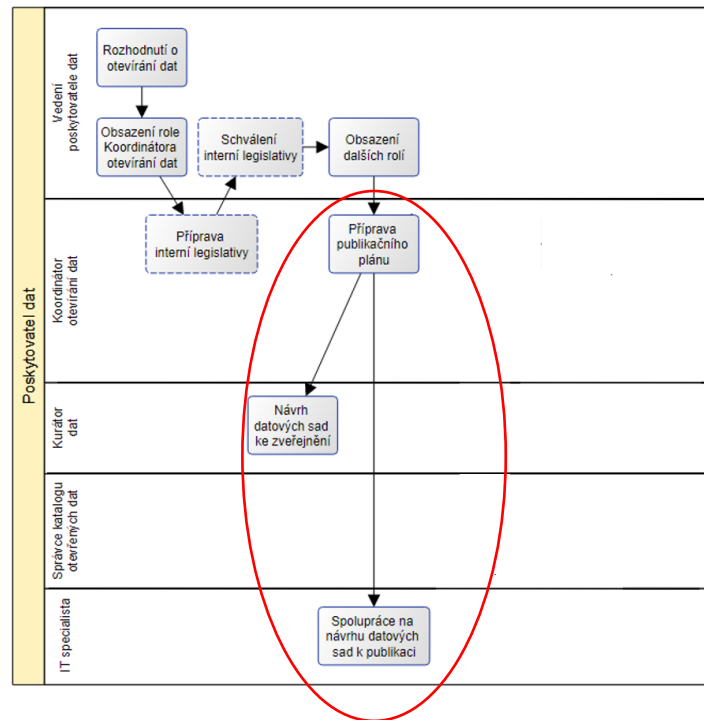 Poskytovatel dat
Vedení
poskytovatele dat
Rozhodnutí o
otevírání dat
Obsazení role
Koordinátora
otevírání dat
Schválení
interní legislativy
Obsazení
dalších rolí
Koordinátor
otevírání dat
Příprava
interní legislativy
Příprava
publikačního
plánu
Kurátor
dat
Návrh
datových sad
ke zveřejnění
Správce katalogu
otevřených dat
IT specialista
Spolupráce na
návrhu datových
sad k publikaci